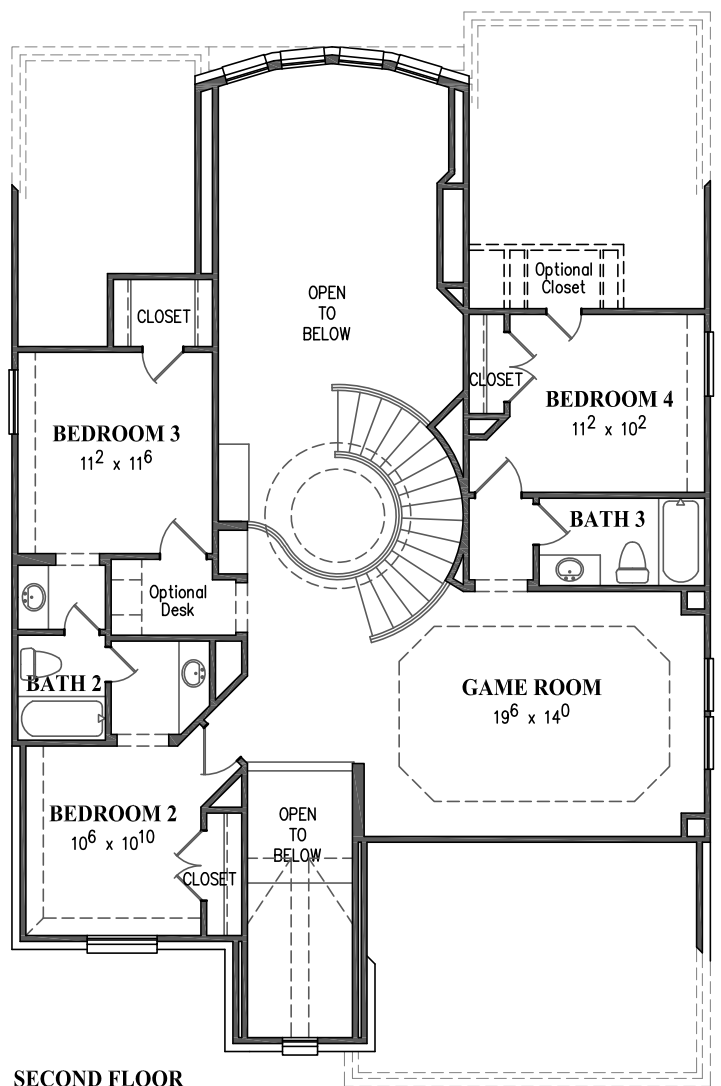 Optional
Closet
OPEN
TO
BELOW
CLOSET
CLOSET
BEDROOM 4
11² x 10²
BEDROOM 3
11² x 11⁶
BATH 3
Optional
Desk
BATH 2
GAME ROOM
19⁶ x 14⁰
BEDROOM 2
10⁶ x 10¹⁰
OPEN
TO
BELOW
CLOSET
SECOND FLOOR